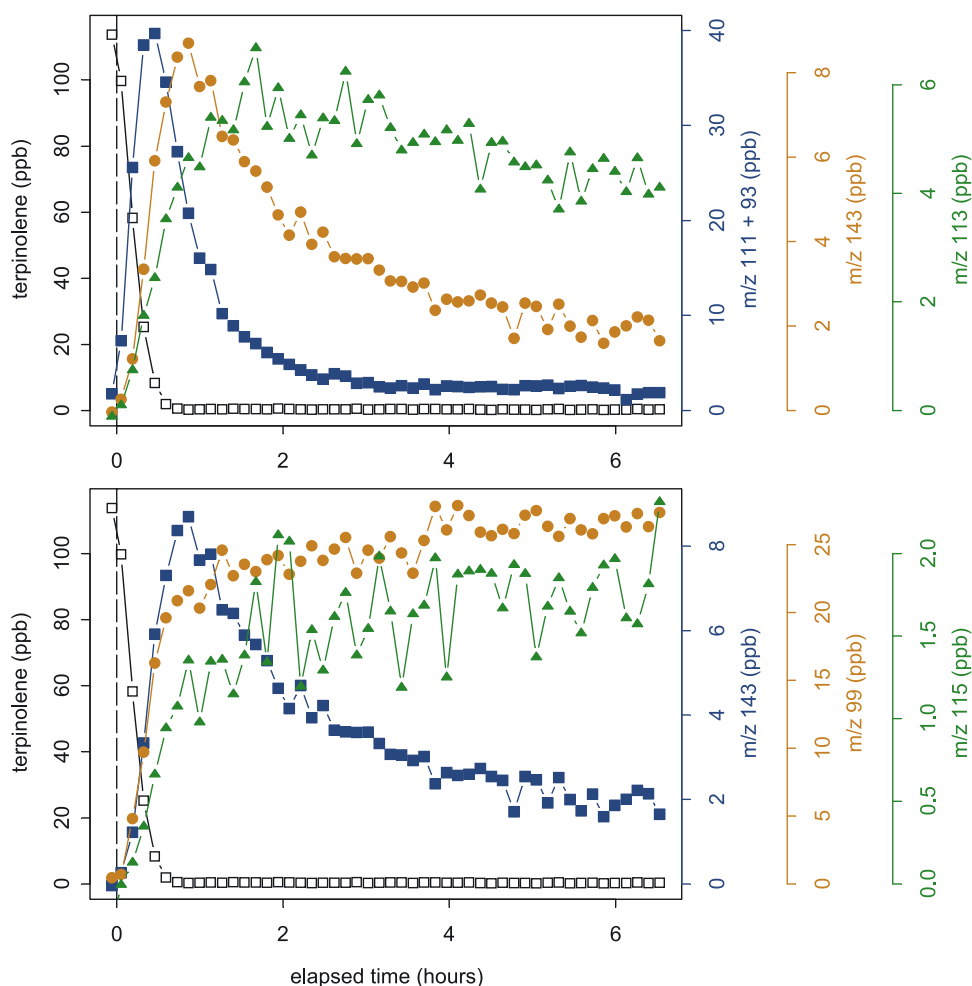 0 20 40 60 80 100
terpinolene (ppb)
0 2 4 6
0 10 20 30 40
m/z 111 + 93 (ppb)
0 2 4 6 8
m/z 143 (ppb)
0 2 4 6
m/z 113 (ppb)
0 20 40 60 80 100
terpinolene (ppb)
0 2 4 6
elapsed time (hours)
0 2 4 6 8
m/z 143 (ppb)
0 5 10 15 20 25
m/z 99 (ppb)
0.0 0.5 1.0 1.5 2.0
m/z 115 (ppb)